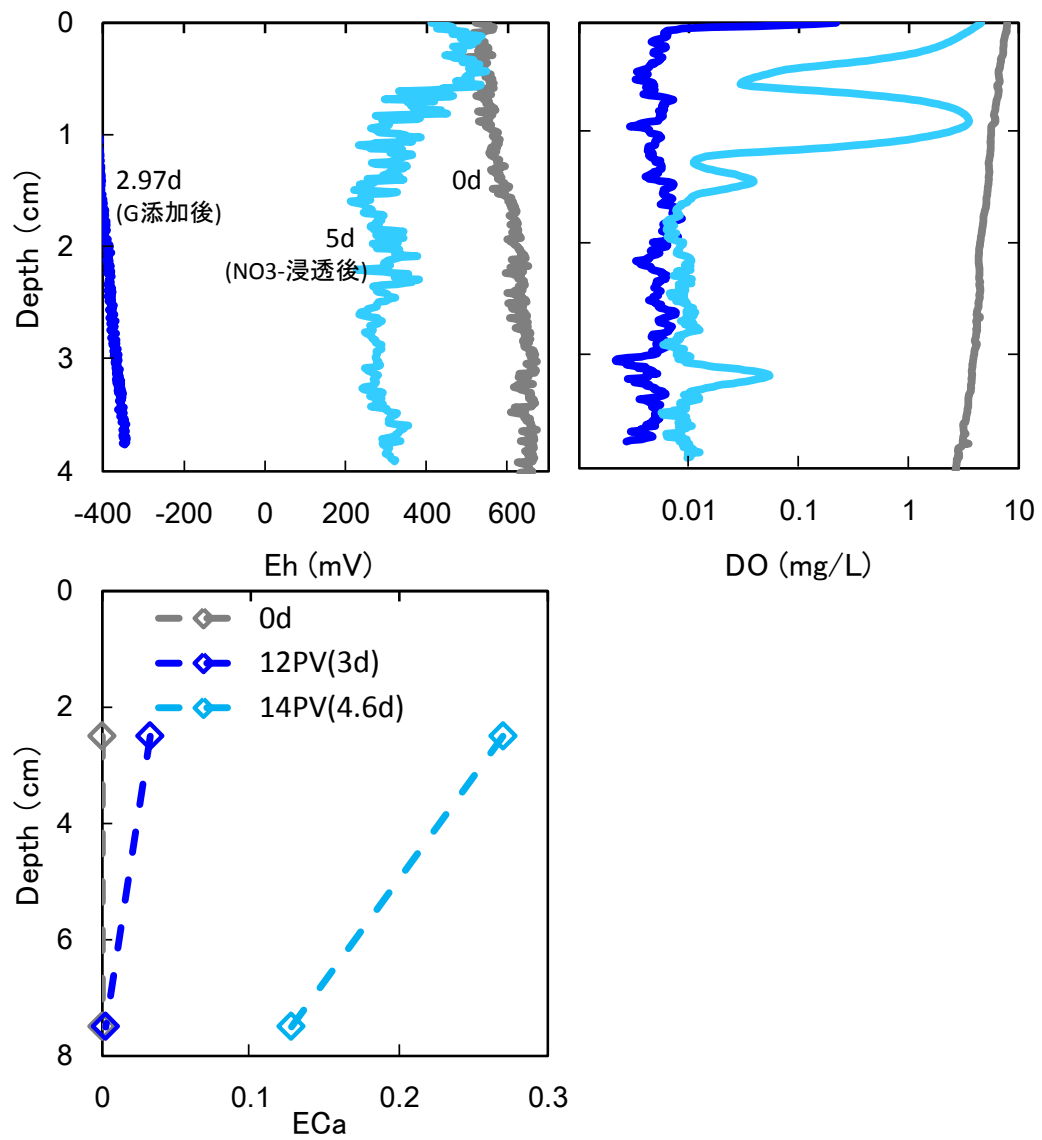 0
1
2
3
4
Depth (cm)
2.97d
(G添加後)
5d
(NO3-浸透後)
0d
-400 -200 0 200 400 600
Eh (mV)
0.01 0.1 1 10
DO (mg/L)
0
2
4
6
8
Depth (cm)
0d
12PV(3d)
14PV(4.6d)
0 0.1 0.2 0.3
ECa